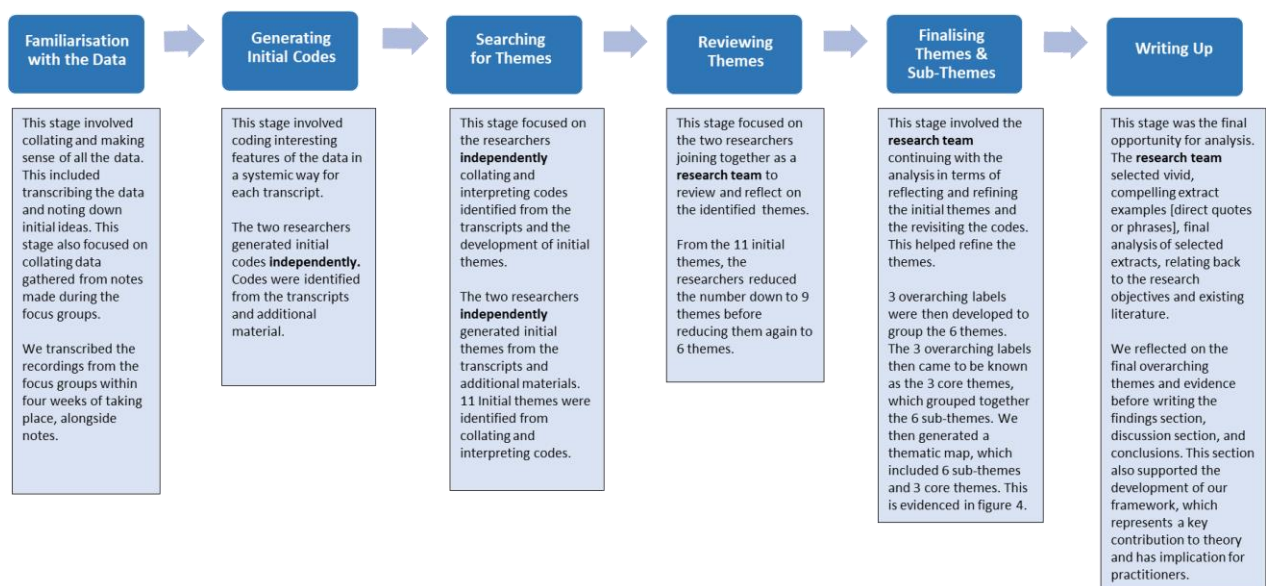 Familiarisation
with the Data
This stage involved
collating and making
sense of all the data.
This included
transcribing the data
and noting down
initial ideas. This
stage also focused on
collating data
gathered from notes
made during the
focus groups.
We transcribed the
recordings from the
focus groups within
four weeks of taking
place, alongside
notes.
Generating
Initial Codes
This stage involved
coding interesting
features of the data in
a systemic way for
each transcript.
The two researchers
generated initial
codes independently.
Codes were identified
from the transcripts
and additional
material.
Searching
for Themes
This stage focused on
the researchers
independently
collating and
interpreting codes
identified from the
transcripts and the
development of initial
themes.
The two researchers
independently
generated initial
themes from the
transcripts and
additional materials.
11 Initial themes were
identified from
collating and
interpreting codes.
Reviewing
Themes
This stage focused on
the two researchers
joining together as a
research team to
review and reflect on
the identified themes.
From the 11 initial
themes, the
researchers reduced
the number down to 9
themes before
reducing them again to
6 themes.
Finalising
Themes &
Sub-Themes
This stage involved the
research team
continuing with the
analysis in terms of
reflecting and refining
the initial themes and
the revisiting the codes.
This helped refine the
themes.
3 overarching labels
were then developed to
group the 6 themes.
The 3 overarching labels
then came to be known
as the 3 core themes,
which grouped together
the 6 sub-themes. We
then generated a
thematic map, which
included 6 sub-themes
and 3 core themes. This
is evidenced in figure 4.
Writing Up
This stage was the final
opportunity for analysis.
The research team
selected vivid,
compelling extract
examples [direct quotes
or phrases], final
analysis of selected
extracts, relating back
to the research
objectives and existing
literature.
We reflected on the
final overarching
themes and evidence
before writing the
findings section,
discussion section, and
conclusions. This section
also supported the
development of our
framework, which
represents a key
contribution to theory
and has implication for
practitioners.